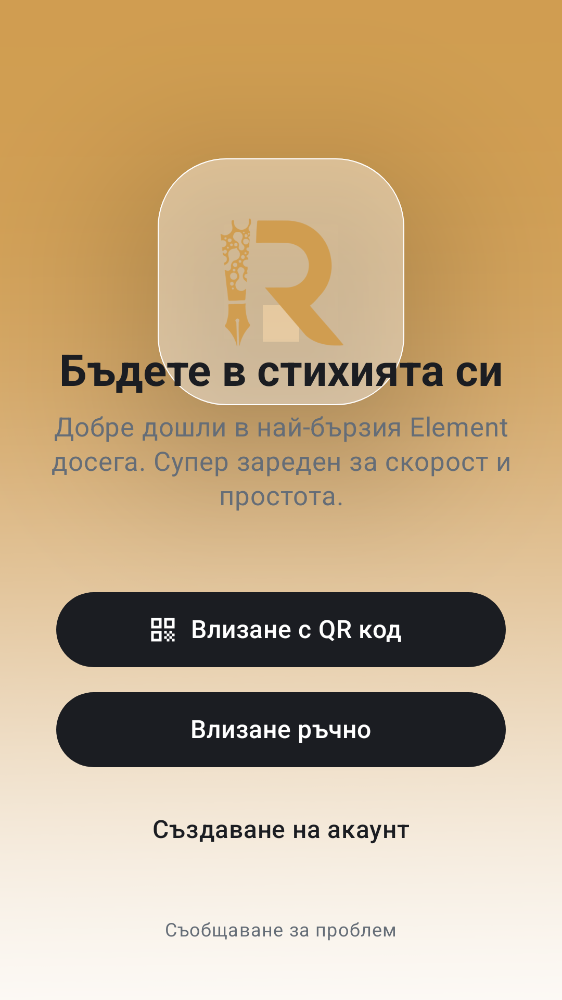 R
Бъдете в стихията си
Добре дошли в най-бързия Element
досега. Супер зареден за скорост и
простота.
Влизане с QR код
Влизане ръчно
Създаване на акаунт
Съобщаване за проблем